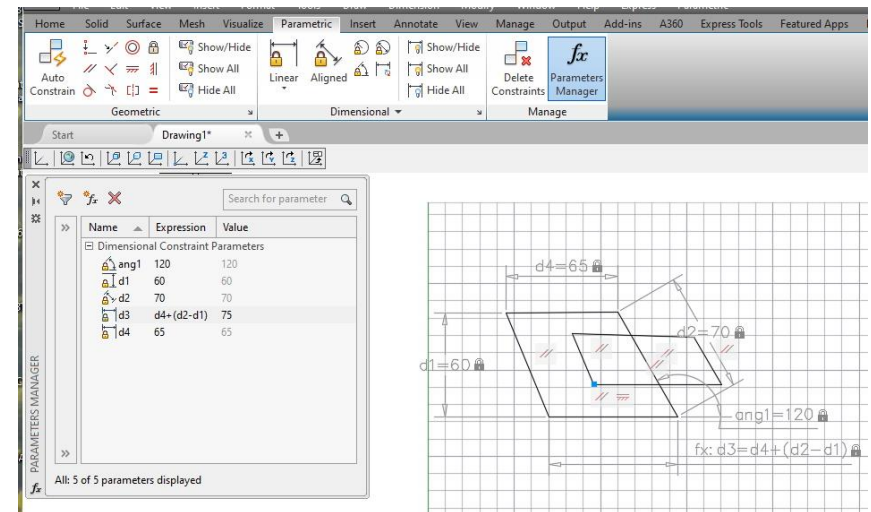 Home Solid Surface Mesh Visualize Parametric Insert Annotate View Manage Output Add-ins A360 Express Tools Featured Apps
Auto Constrain
Show/Hide
Show All
Hide All
Geometric
Linear
Aligned
Show/Hide
Show All
Hide All
Dimensional
Delete Constraints
fx
Parameters Manager
Manage
Start
Drawing1*
Search for parameter
Name Expression Value
Dimensional Constraint Parameters
ang1 120 120
d1 60 60
d2 70 70
d3 d4+(d2-d1) 75
d4 65 65
All: 5 of 5 parameters displayed
PARAMETERS MANAGER
d4=65
d2=70
d1=60
ang1=120
fx: d3=d4+(d2-d1)